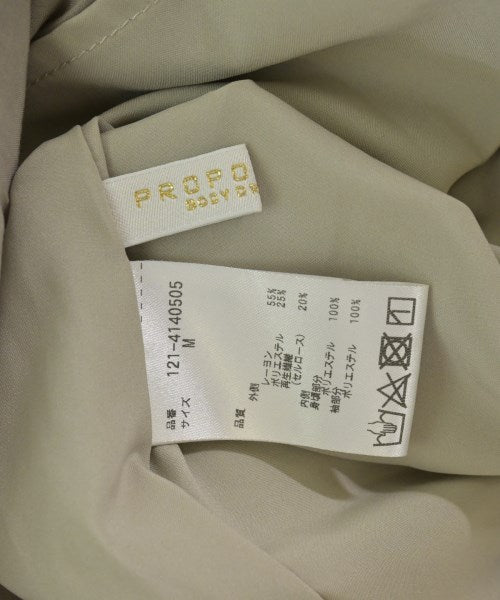 PROPO
BODY DR
品番 121-4140505
サイズ M
品質
外側
レーヨン 55%
ポリエステル 25%
再生繊維
(セルロース) 20%
内側
身頃部分
ポリエステル 100%
袖部分
ポリエステル 100%